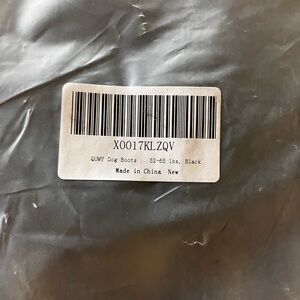 X0017KLZQV
QUMY Dog Boots ... 52-65 lbs, Black
Made in China New